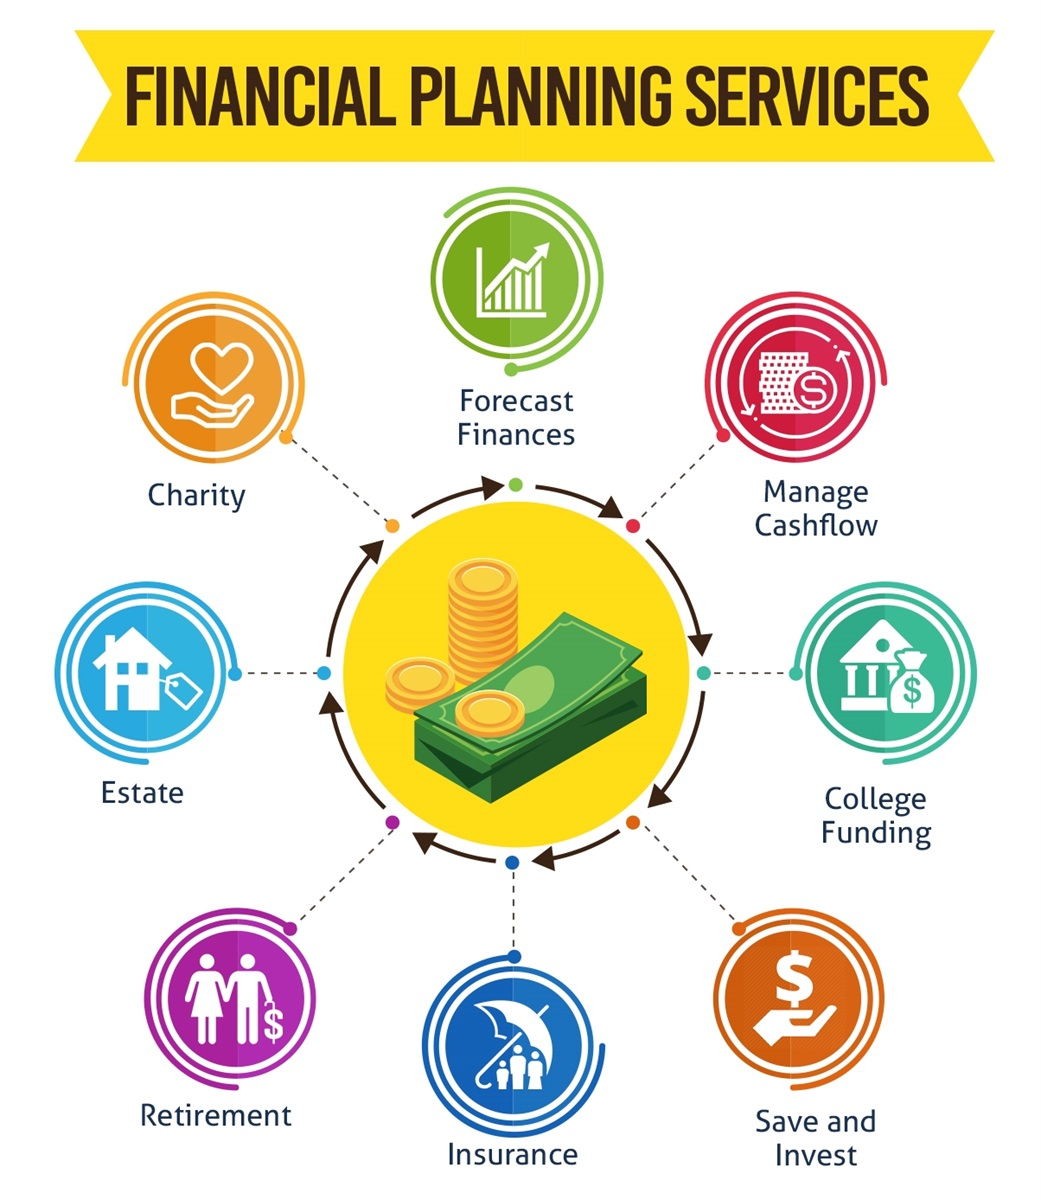 FINANCIAL PLANNING SERVICES
Forecast
Finances
Manage
Cashflow
$
College
Funding
$
Save and
Invest
$
Insurance
Retirement
$
Estate
Charity